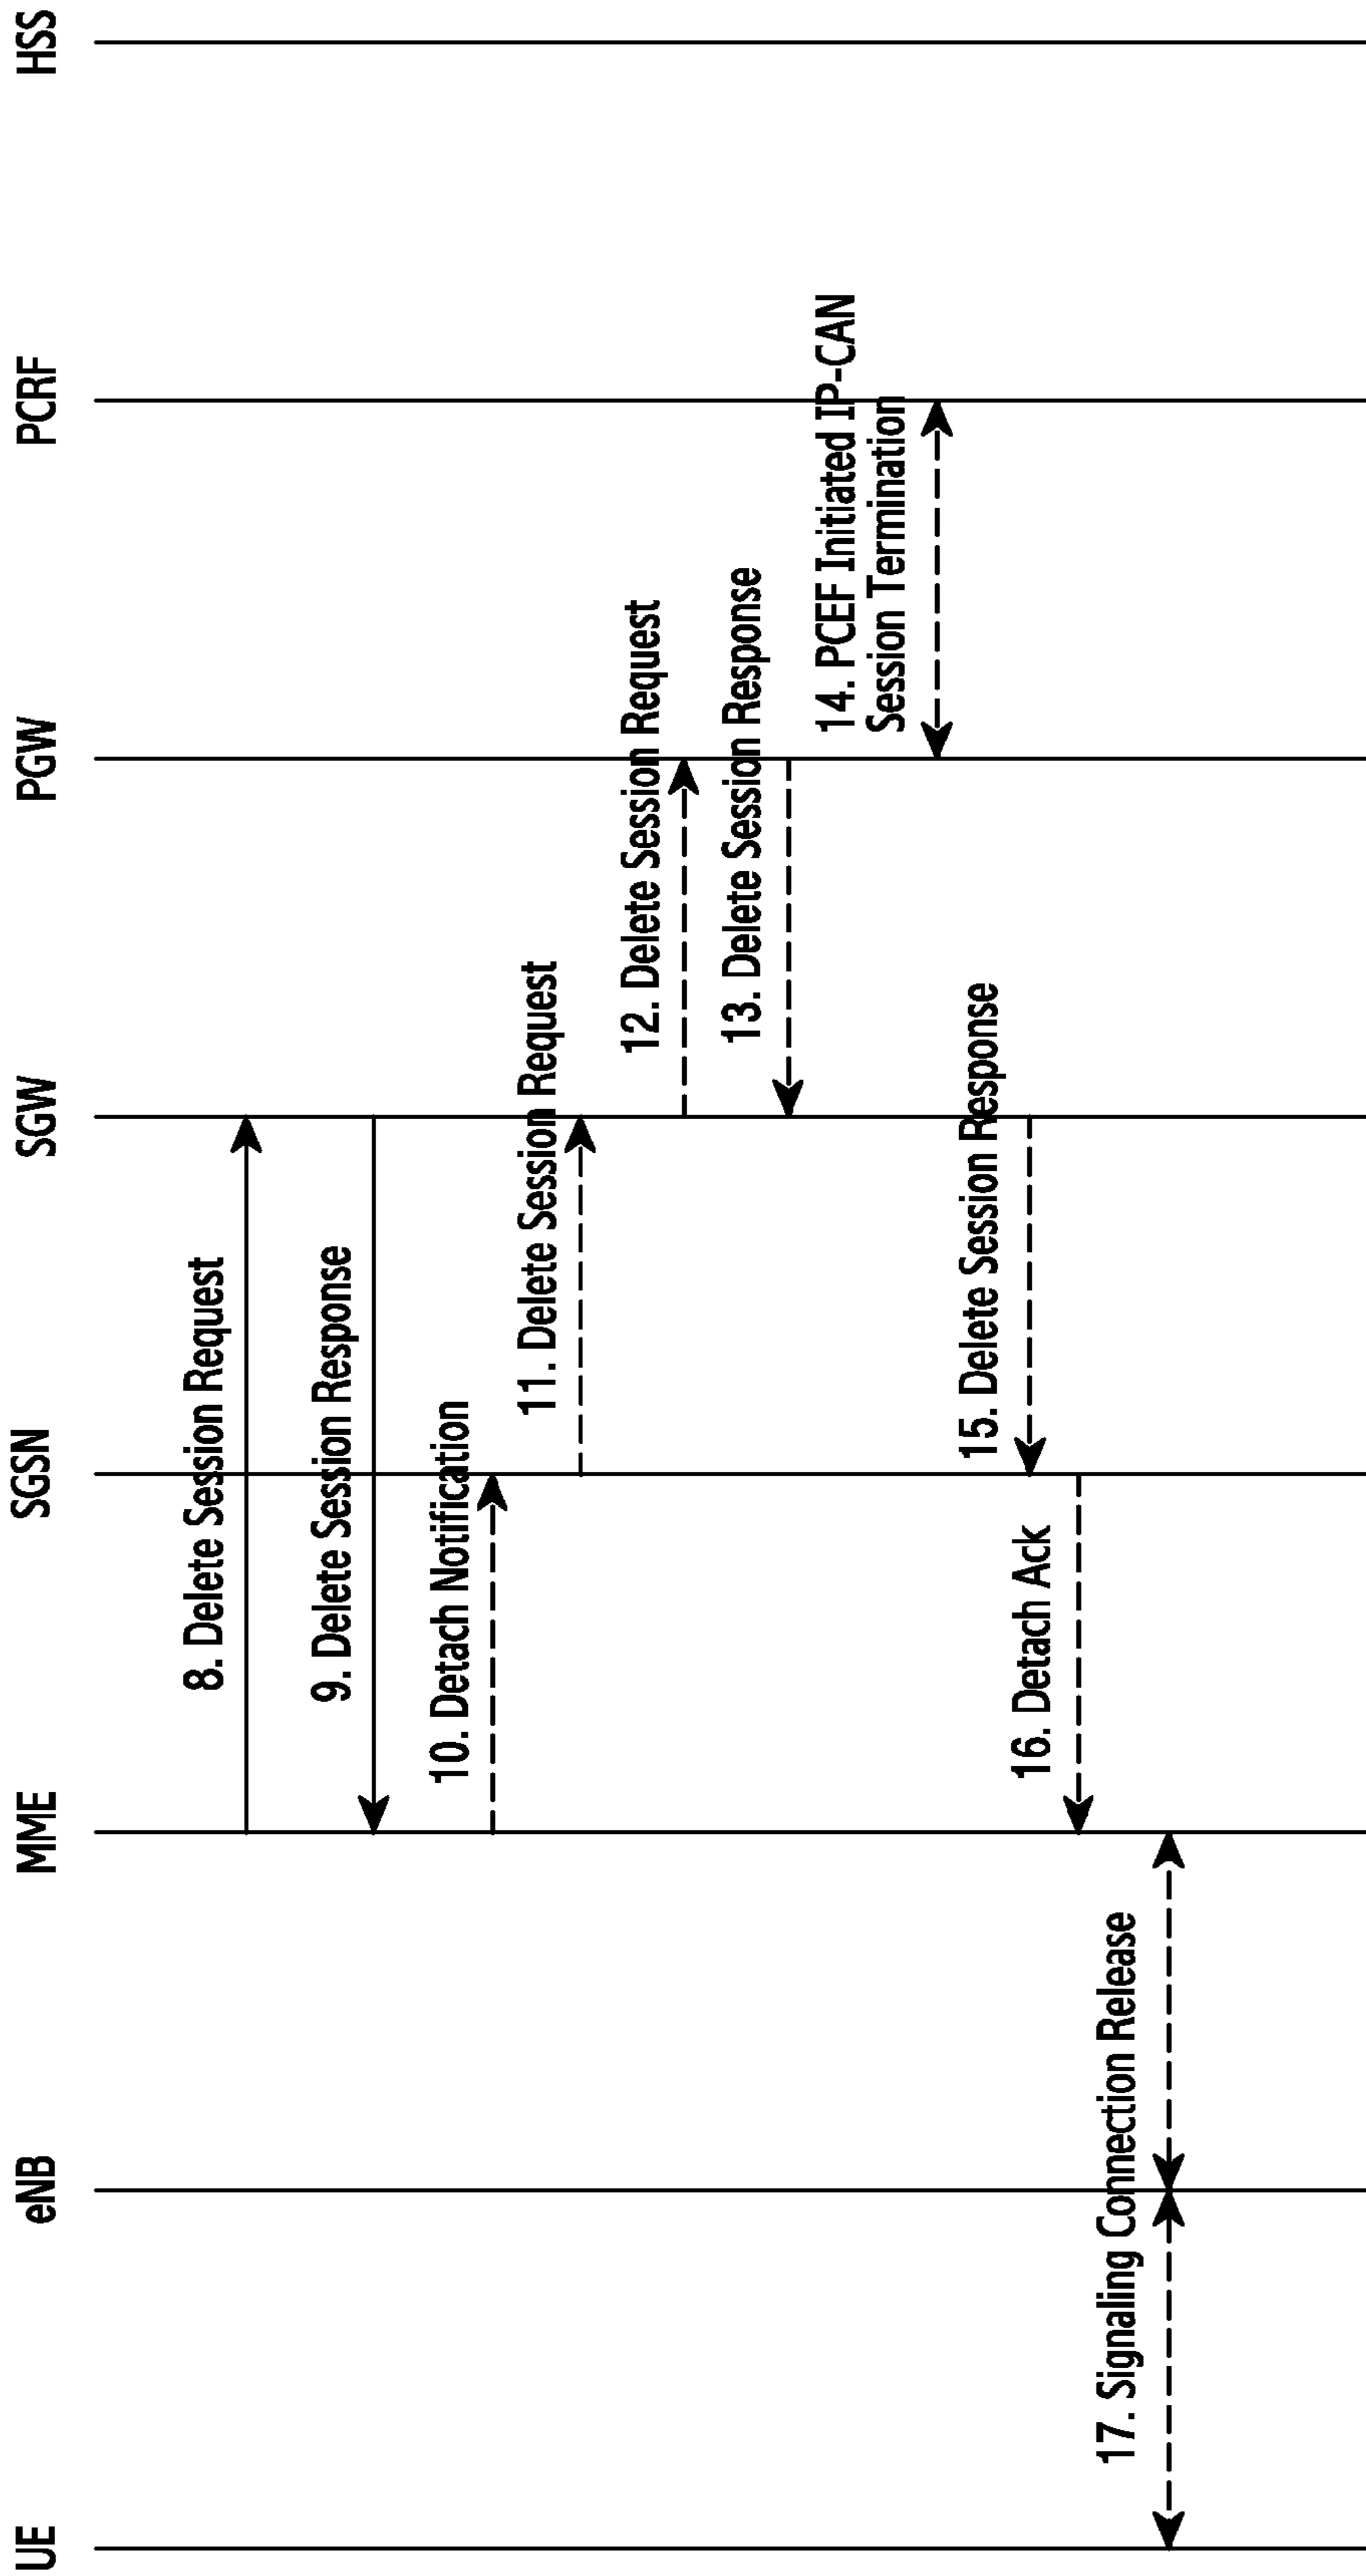 UE
eNB
MME
SGSN
SGW
PGW
PCRF
HSS
8. Delete Session Request
9. Delete Session Response
10. Detach Notification
11. Delete Session Request
12. Delete Session Request
13. Delete Session Response
14. PCEF Initiated IP-CAN
Session Termination
15. Delete Session Response
16. Detach Ack
17. Signaling Connection Release